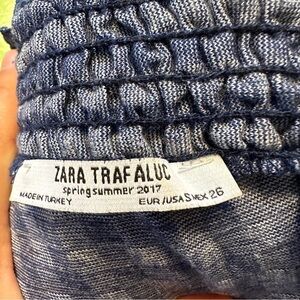 ZARA TRAFALUC
spring summer 2017
MADE IN TURKEY EUR/USA S MEX 26